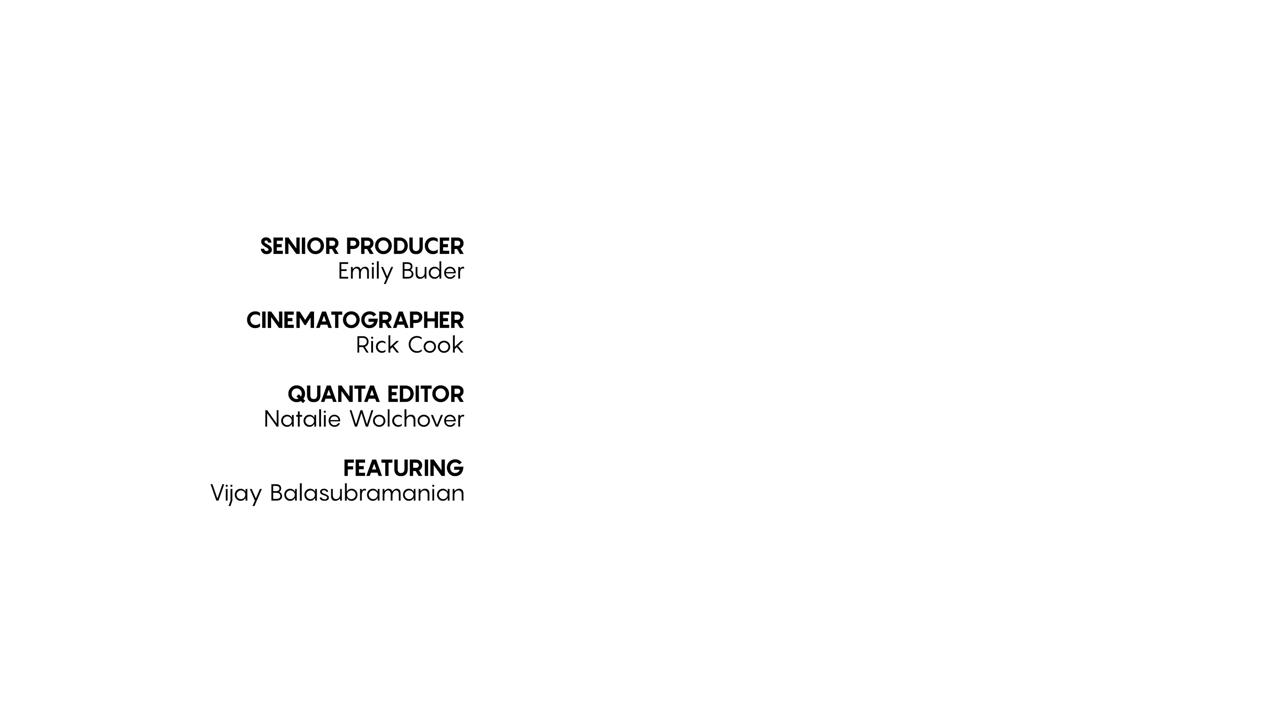 SENIOR PRODUCER
Emily Buder
CINEMATOGRAPHER
Rick Cook
QUANTA EDITOR
Natalie Wolchover
FEATURING
Vijay Balasubramanian